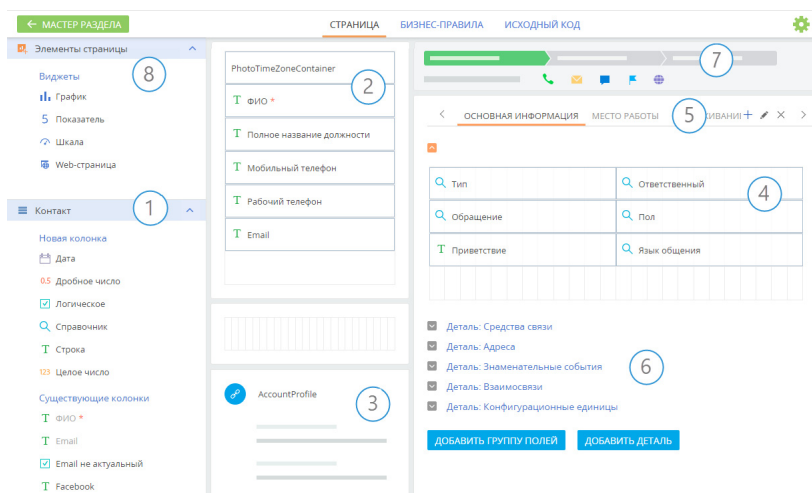 ← МАСТЕР РАЗДЕЛА
СТРАНИЦА БИЗНЕС-ПРАВИЛА ИСХОДНЫЙ КОД
Элементы страницы
8
Виджеты
График
5 Показатель
Шкала
Web-страница
Контакт
1
Новая колонка
Дата
0.5 Дробное число
Логическое
Справочник
T Строка
123 Целое число
Существующие колонки
T ФИО *
T Email
Email не актуальный
T Facebook
PhotoTimeZoneContainer
2
T ФИО *
T Полное название должности
T Мобильный телефон
T Рабочий телефон
T Email
AccountProfile
3
7
ОСНОВНАЯ ИНФОРМАЦИЯ МЕСТО РАБОТЫ 5
Тип Ответственный
4
Обращение Пол
T Приветствие Язык общения
Деталь: Средства связи
Деталь: Адреса
Деталь: Знаменательные события
6
Деталь: Взаимосвязи
Деталь: Конфигурационные единицы
ДОБАВИТЬ ГРУППУ ПОЛЕЙ ДОБАВИТЬ ДЕТАЛЬ